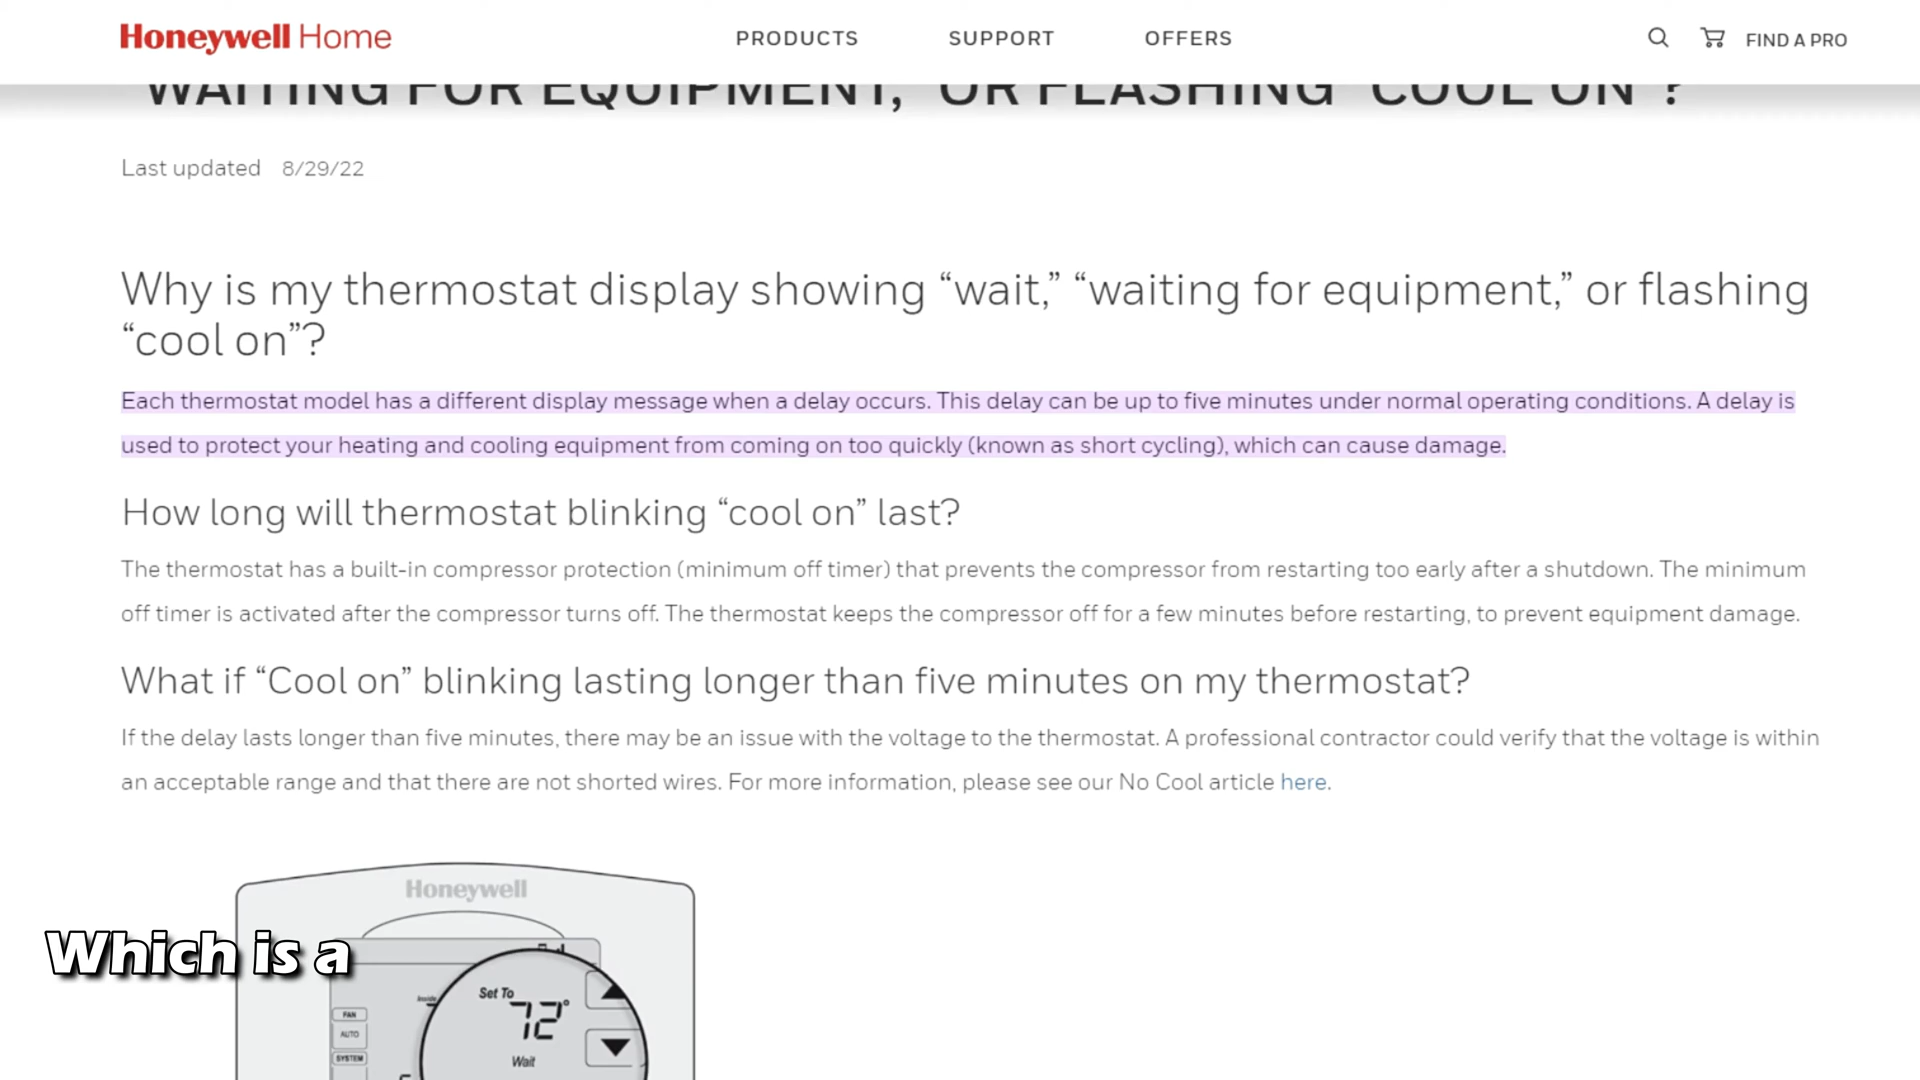 Honeywell Home
PRODUCTS
SUPPORT
OFFERS
FIND A PRO
WAITING FOR EQUIPMENT,” OR FLASHING “COOL ON”?
Last updated 8/29/22
Why is my thermostat display showing “wait,” “waiting for equipment,” or flashing
“cool on”?
Each thermostat model has a different display message when a delay occurs. This delay can be up to five minutes under normal operating conditions. A delay is
used to protect your heating and cooling equipment from coming on too quickly (known as short cycling), which can cause damage.
How long will thermostat blinking “cool on” last?
The thermostat has a built-in compressor protection (minimum off timer) that prevents the compressor from restarting too early after a shutdown. The minimum
off timer is activated after the compressor turns off. The thermostat keeps the compressor off for a few minutes before restarting, to prevent equipment damage.
What if “Cool on” blinking lasting longer than five minutes on my thermostat?
If the delay lasts longer than five minutes, there may be an issue with the voltage to the thermostat. A professional contractor could verify that the voltage is within
an acceptable range and that there are not shorted wires. For more information, please see our No Cool article here.
Honeywell
Which is a
Inside
Set To
72°
FAN
AUTO
Wait
SYSTEM